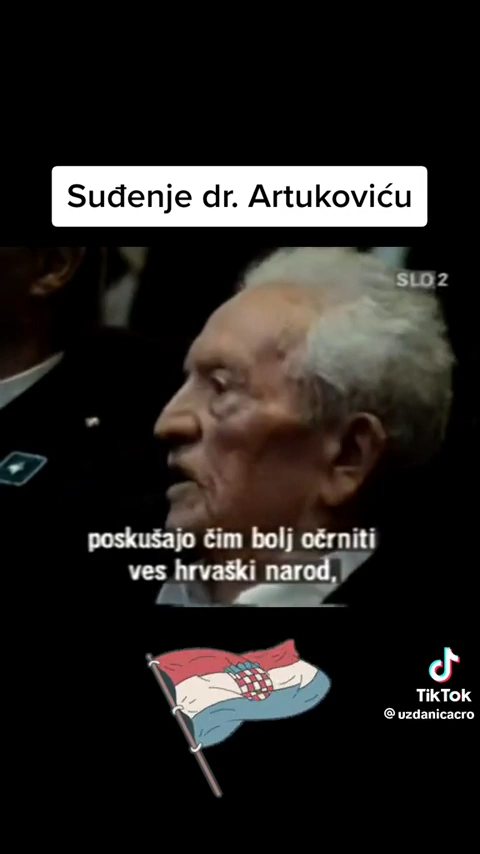 Suđenje dr. Artukoviću
SLO 2
poskušajo čim bolj očrniti
ves hrvaški narod,
TikTok
@uzdanicacro